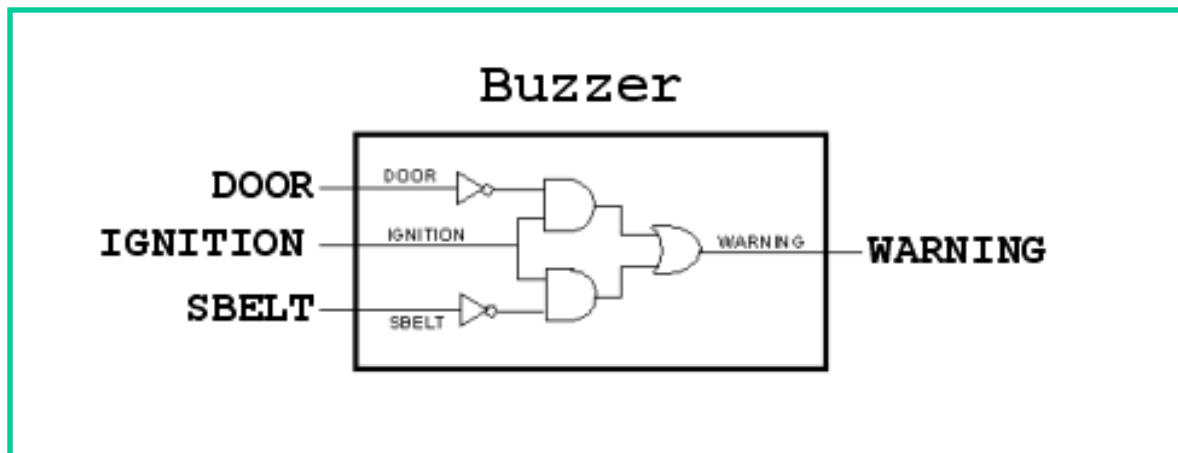 Buzzer
DOOR
DOOR
IGNITION
IGNITION
WARNING
WARNING
SBELT
SBELT